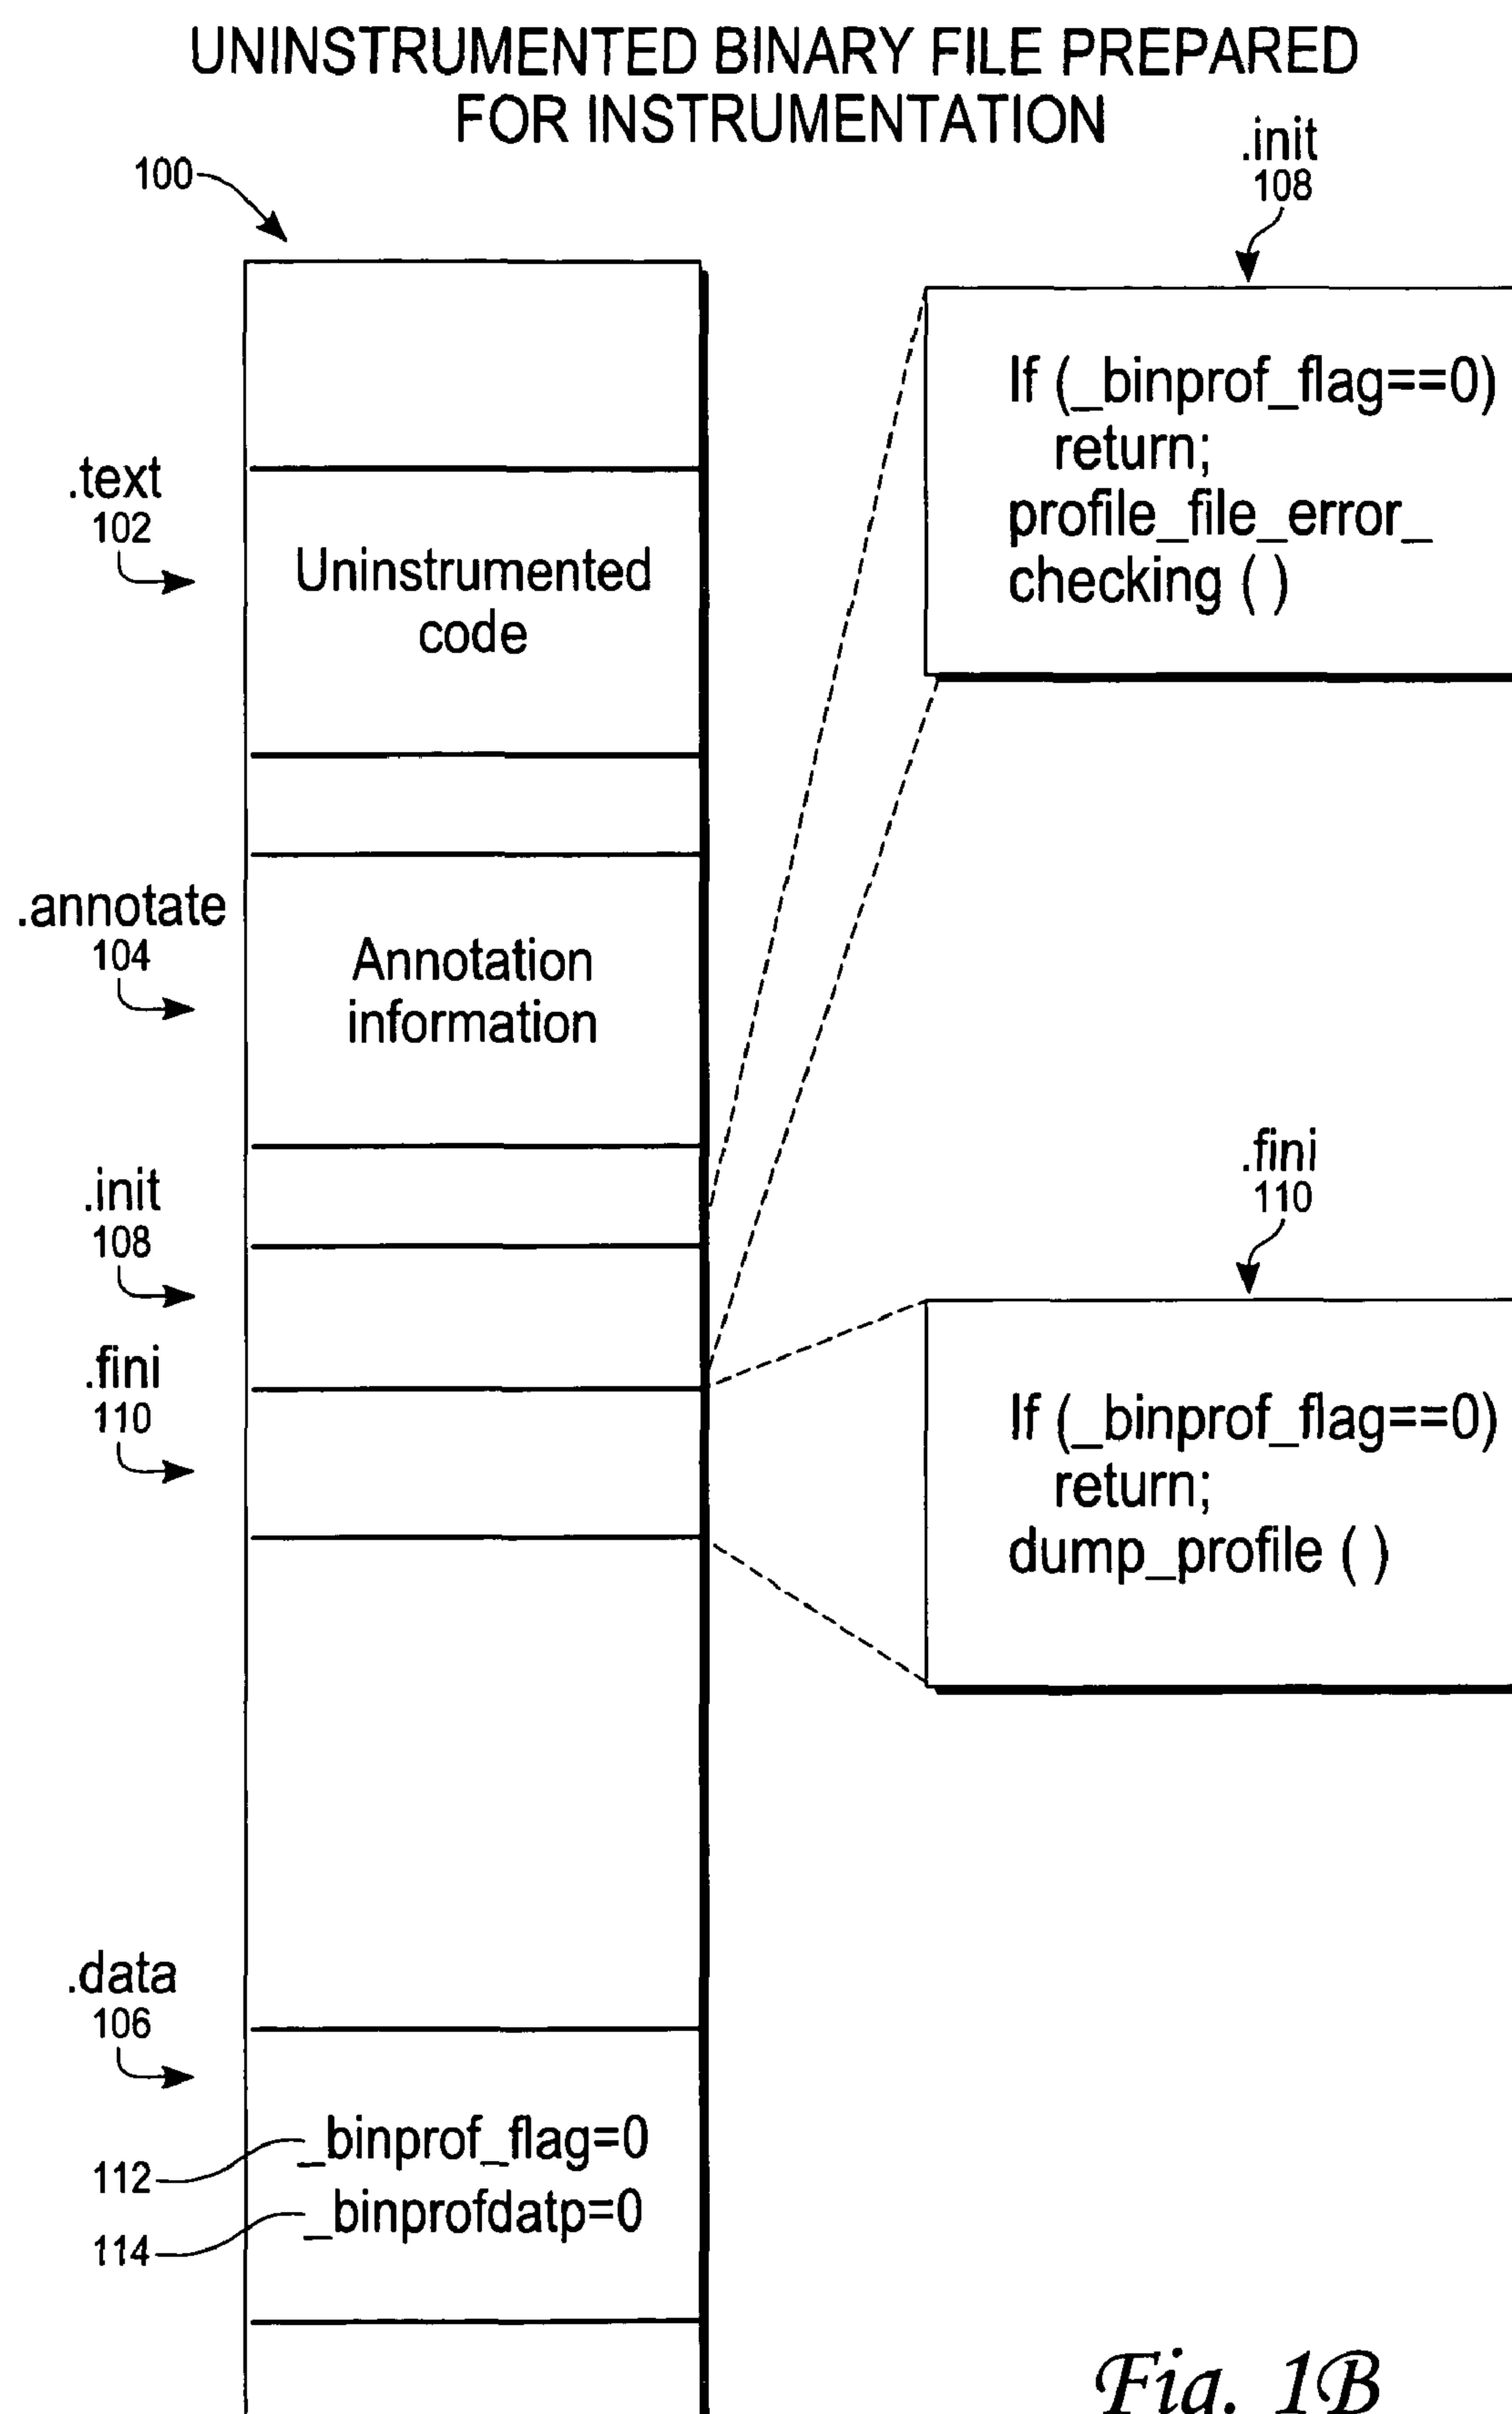 UNINSTRUMENTED BINARY FILE PREPARED
FOR INSTRUMENTATION
100
.init
108
If (_binprof_flag==0)
return;
profile_file_error_
checking ( )
.text
102
Uninstrumented
code
.annotate
104
Annotation
information
.init
108
.fini
110
.fini
110
If (_binprof_flag==0)
return;
dump_profile ( )
.data
106
_binprof_flag=0
112
_binprofdatp=0
114
Fig. 1B